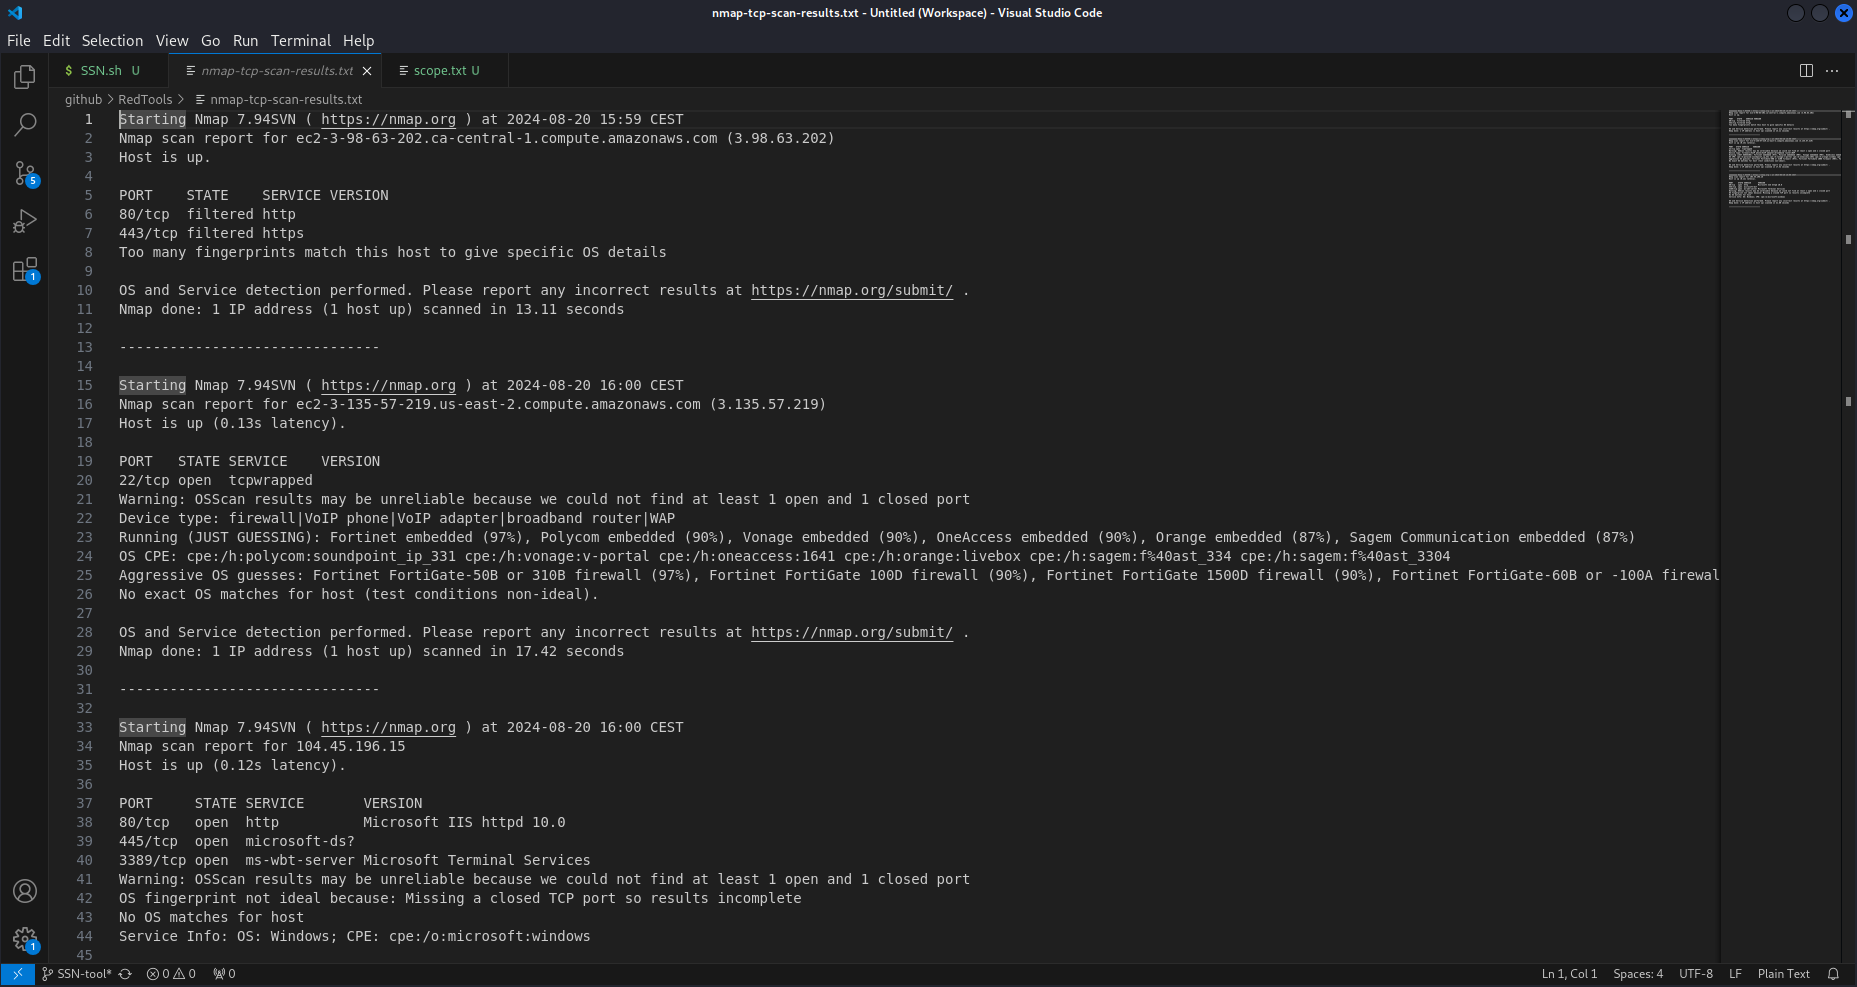 nmap-tcp-scan-results.txt - Untitled (Workspace) - Visual Studio Code
File Edit Selection View Go Run Terminal Help
$ SSN.sh U nmap-tcp-scan-results.txt scope.txt U
github > RedTools > nmap-tcp-scan-results.txt
1 Starting Nmap 7.94SVN ( https://nmap.org ) at 2024-08-20 15:59 CEST
2 Nmap scan report for ec2-3-98-63-202.ca-central-1.compute.amazonaws.com (3.98.63.202)
3 Host is up.
4
5 PORT    STATE    SERVICE VERSION
6 80/tcp  filtered http
7 443/tcp filtered https
8 Too many fingerprints match this host to give specific OS details
9
10 OS and Service detection performed. Please report any incorrect results at https://nmap.org/submit/ .
11 Nmap done: 1 IP address (1 host up) scanned in 13.11 seconds
12
13 -------------------------------
14
15 Starting Nmap 7.94SVN ( https://nmap.org ) at 2024-08-20 16:00 CEST
16 Nmap scan report for ec2-3-135-57-219.us-east-2.compute.amazonaws.com (3.135.57.219)
17 Host is up (0.13s latency).
18
19 PORT   STATE SERVICE    VERSION
20 22/tcp open  tcpwrapped
21 Warning: OSScan results may be unreliable because we could not find at least 1 open and 1 closed port
22 Device type: firewall|VoIP phone|VoIP adapter|broadband router|WAP
23 Running (JUST GUESSING): Fortinet embedded (97%), Polycom embedded (90%), Vonage embedded (90%), OneAccess embedded (90%), Orange embedded (87%), Sagem Communication embedded (87%)
24 OS CPE: cpe:/h:polycom:soundpoint_ip_331 cpe:/h:vonage:v-portal cpe:/h:oneaccess:1641 cpe:/h:orange:livebox cpe:/h:sagem:f%40ast_334 cpe:/h:sagem:f%40ast_3304
25 Aggressive OS guesses: Fortinet FortiGate-50B or 310B firewall (97%), Fortinet FortiGate 100D firewall (90%), Fortinet FortiGate 1500D firewall (90%), Fortinet FortiGate-60B or -100A firewal
26 No exact OS matches for host (test conditions non-ideal).
27
28 OS and Service detection performed. Please report any incorrect results at https://nmap.org/submit/ .
29 Nmap done: 1 IP address (1 host up) scanned in 17.42 seconds
30
31 -------------------------------
32
33 Starting Nmap 7.94SVN ( https://nmap.org ) at 2024-08-20 16:00 CEST
34 Nmap scan report for 104.45.196.15
35 Host is up (0.12s latency).
36
37 PORT     STATE SERVICE       VERSION
38 80/tcp   open  http          Microsoft IIS httpd 10.0
39 445/tcp  open  microsoft-ds?
40 3389/tcp open  ms-wbt-server Microsoft Terminal Services
41 Warning: OSScan results may be unreliable because we could not find at least 1 open and 1 closed port
42 OS fingerprint not ideal because: Missing a closed TCP port so results incomplete
43 No OS matches for host
44 Service Info: OS: Windows; CPE: cpe:/o:microsoft:windows
45
5
1
1
SSN-tool* 0 0 0 Ln 1, Col 1 Spaces: 4 UTF-8 LF Plain Text